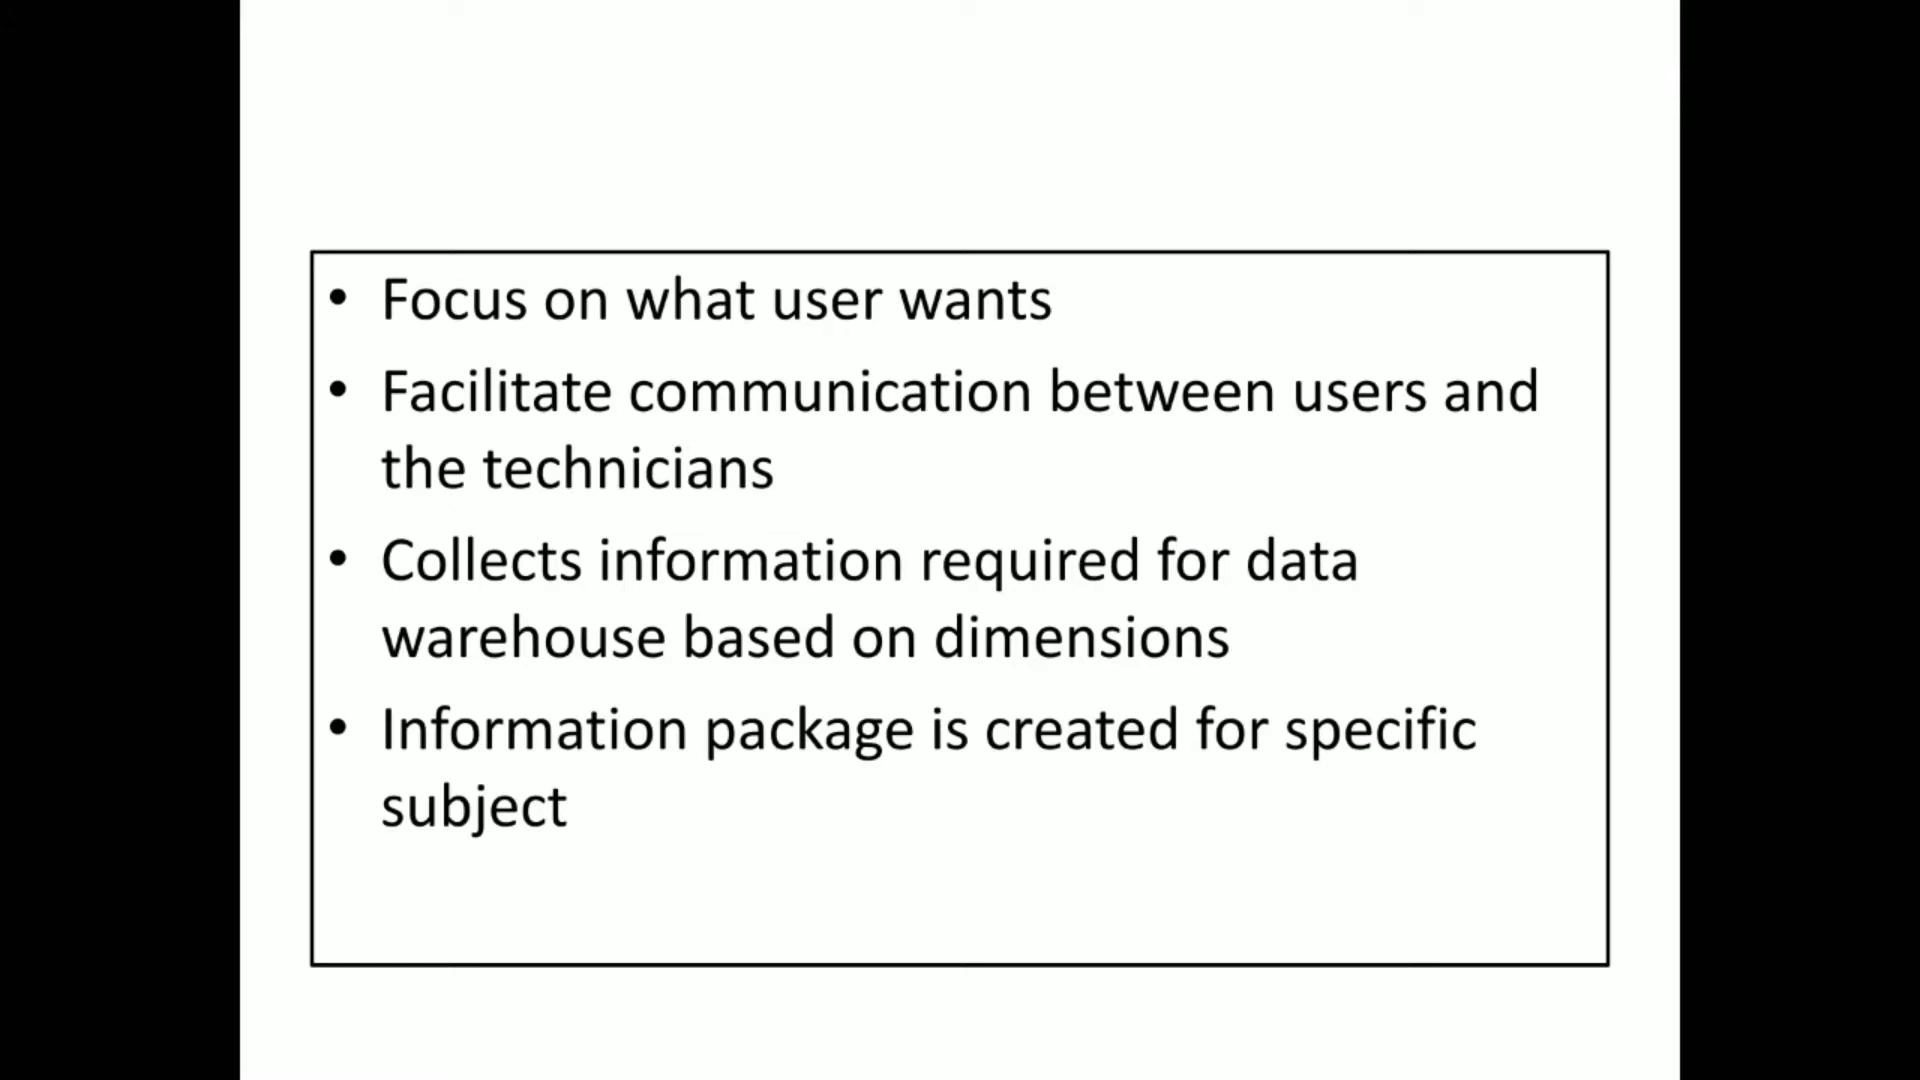 • Focus on what user wants
• Facilitate communication between users and
the technicians
• Collects information required for data
warehouse based on dimensions
• Information package is created for specific
subject